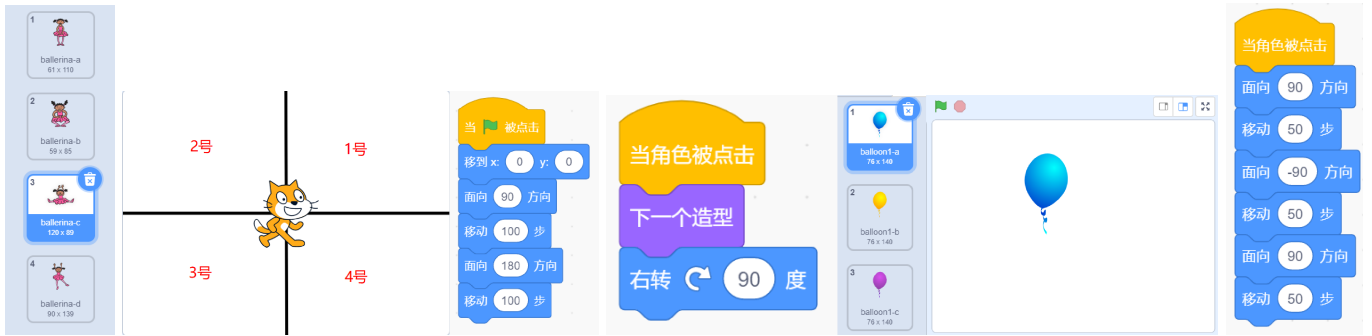 1
ballerina-a
61 x 110
2
ballerina-b
59 x 85
3
ballerina-c
120 x 89
4
ballerina-d
90 x 139
2号
1号
3号
4号
当 被点击
移到 x: 0 y: 0
面向 90 方向
移动 100 步
面向 180 方向
移动 100 步
当角色被点击
下一个造型
右转 90 度
1
balloon1-a
76 x 140
2
balloon1-b
76 x 140
3
balloon1-c
76 x 140
当角色被点击
面向 90 方向
移动 50 步
面向 -90 方向
移动 50 步
面向 90 方向
移动 50 步